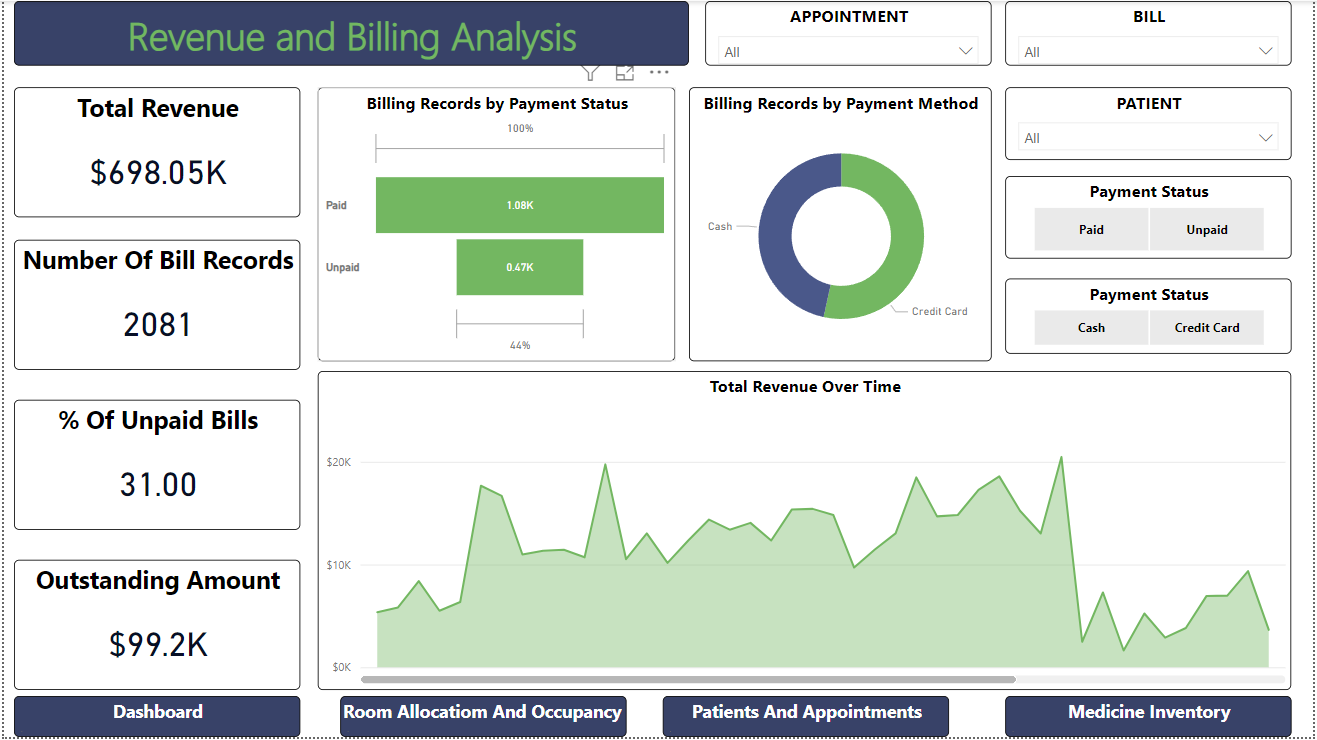 Revenue and Billing Analysis
APPOINTMENT
All
BILL
All
Total Revenue
$698.05K
Billing Records by Payment Status
100%
Paid
1.08K
Unpaid
0.47K
44%
Billing Records by Payment Method
Cash
Credit Card
PATIENT
All
Payment Status
Paid
Unpaid
Payment Status
Cash
Credit Card
Number Of Bill Records
2081
% Of Unpaid Bills
31.00
Outstanding Amount
$99.2K
Total Revenue Over Time
$20K
$10K
$0K
Dashboard
Room Allocatiom And Occupancy
Patients And Appointments
Medicine Inventory